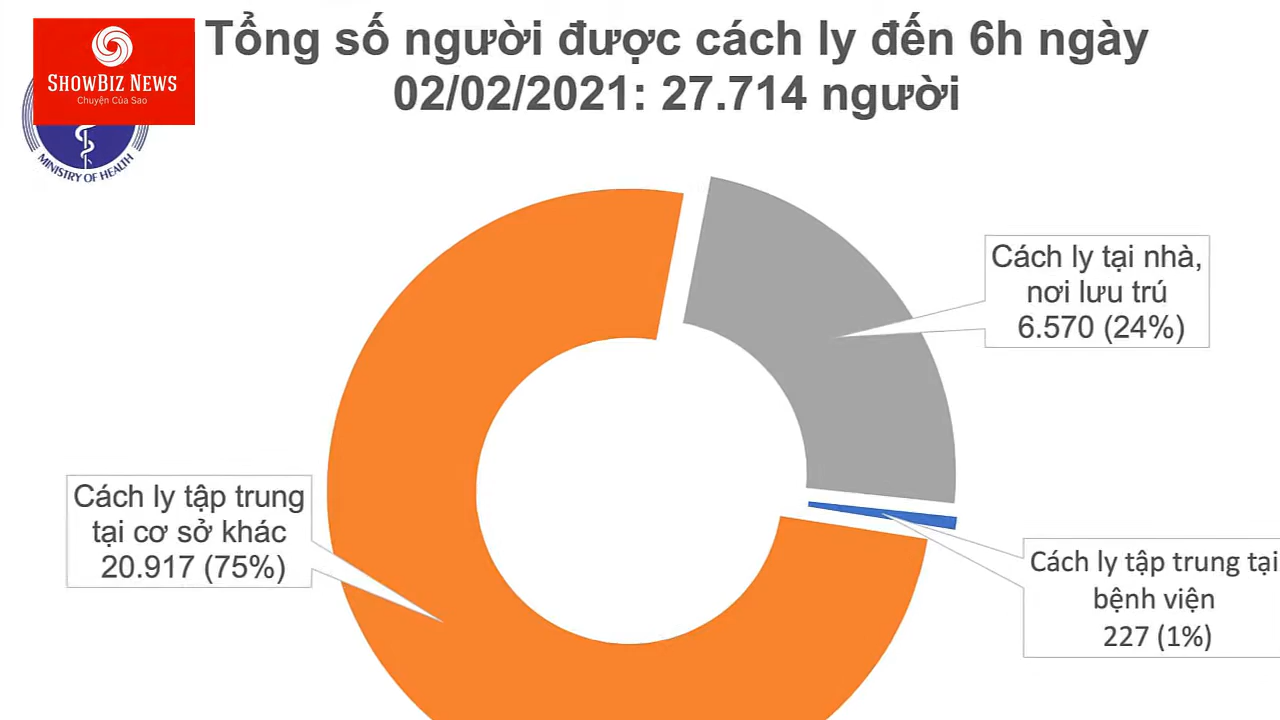 SHOWBIZ NEWS
Chuyện Của Sao
MINISTRY OF HEALTH
Tổng số người được cách ly đến 6h ngày
02/02/2021: 27.714 người
Cách ly tại nhà,
nơi lưu trú
6.570 (24%)
Cách ly tập trung
tại cơ sở khác
20.917 (75%)
Cách ly tập trung tại
bệnh viện
227 (1%)